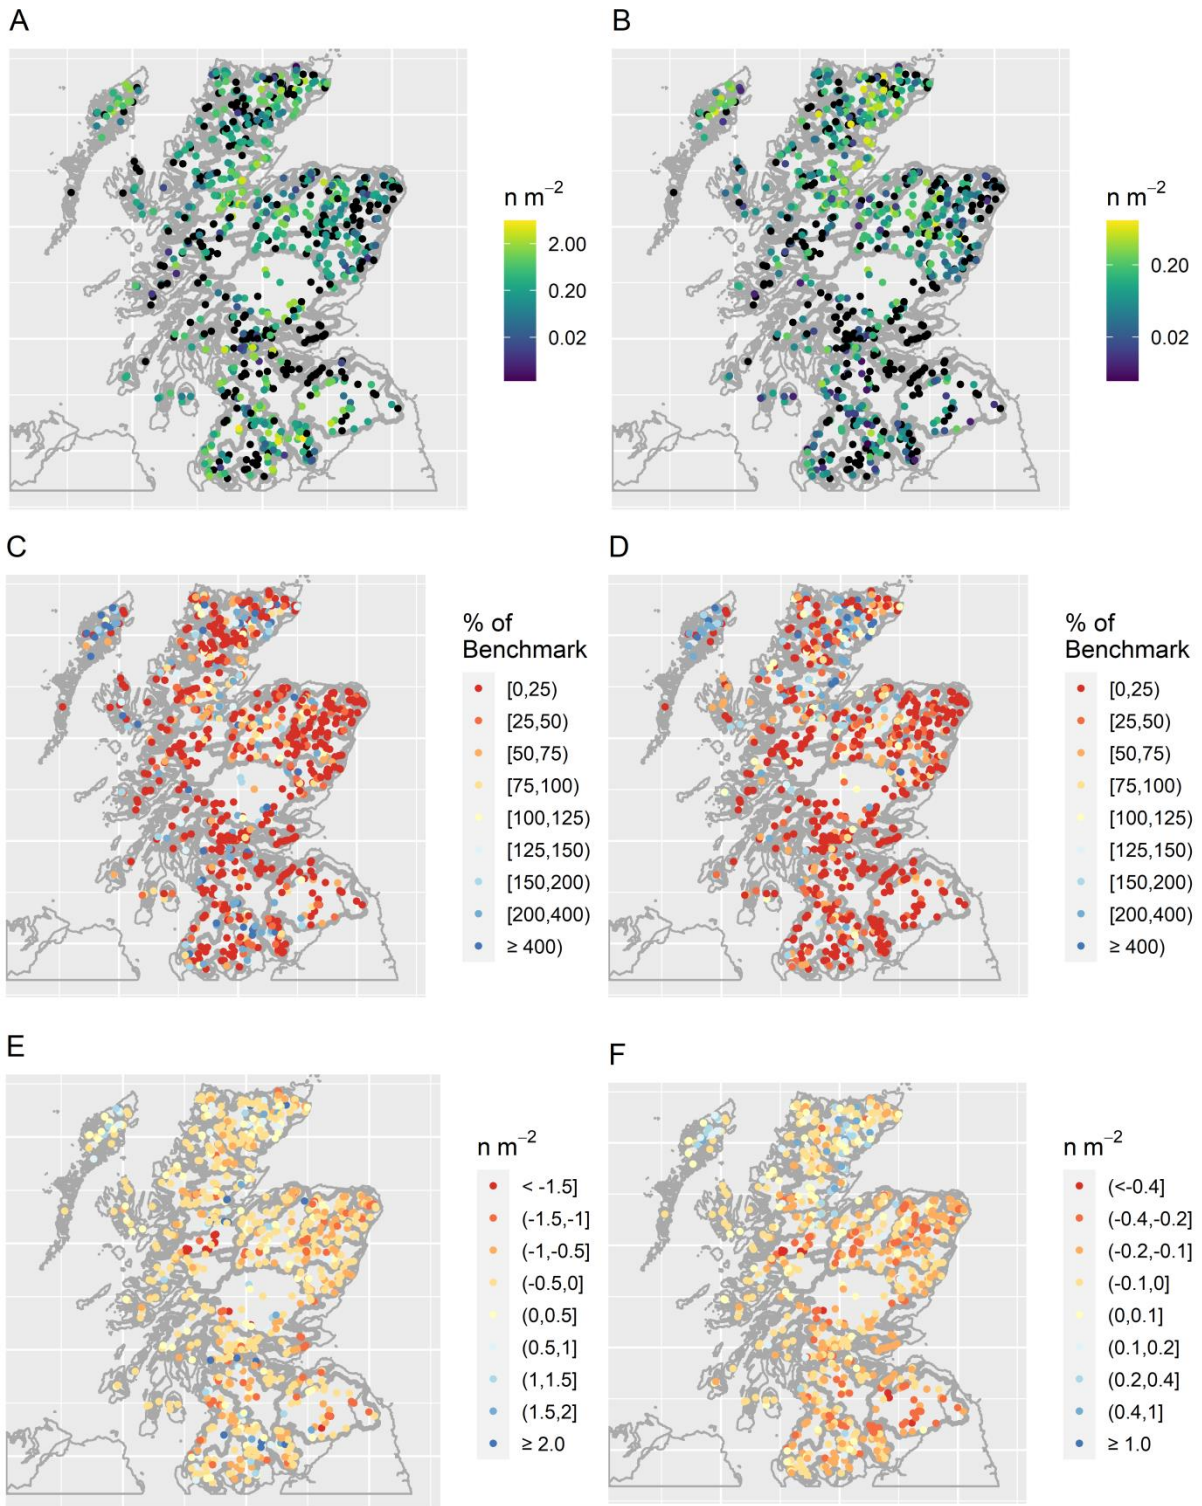 A
B
n m⁻²
2.00
0.20
0.02
n m⁻²
0.20
0.02
C
D
% of
Benchmark
[0,25)
[25,50)
[50,75)
[75,100)
[100,125)
[125,150)
[150,200)
[200,400)
≥ 400)
% of
Benchmark
[0,25)
[25,50)
[50,75)
[75,100)
[100,125)
[125,150)
[150,200)
[200,400)
≥ 400)
E
F
n m⁻²
< -1.5]
(-1.5,-1]
(-1,-0.5]
(-0.5,0]
(0,0.5]
(0.5,1]
(1,1.5]
(1.5,2]
≥ 2.0
n m⁻²
(<-0.4]
(-0.4,-0.2]
(-0.2,-0.1]
(-0.1,0]
(0,0.1]
(0.1,0.2]
(0.2,0.4]
(0.4,1]
≥ 1.0